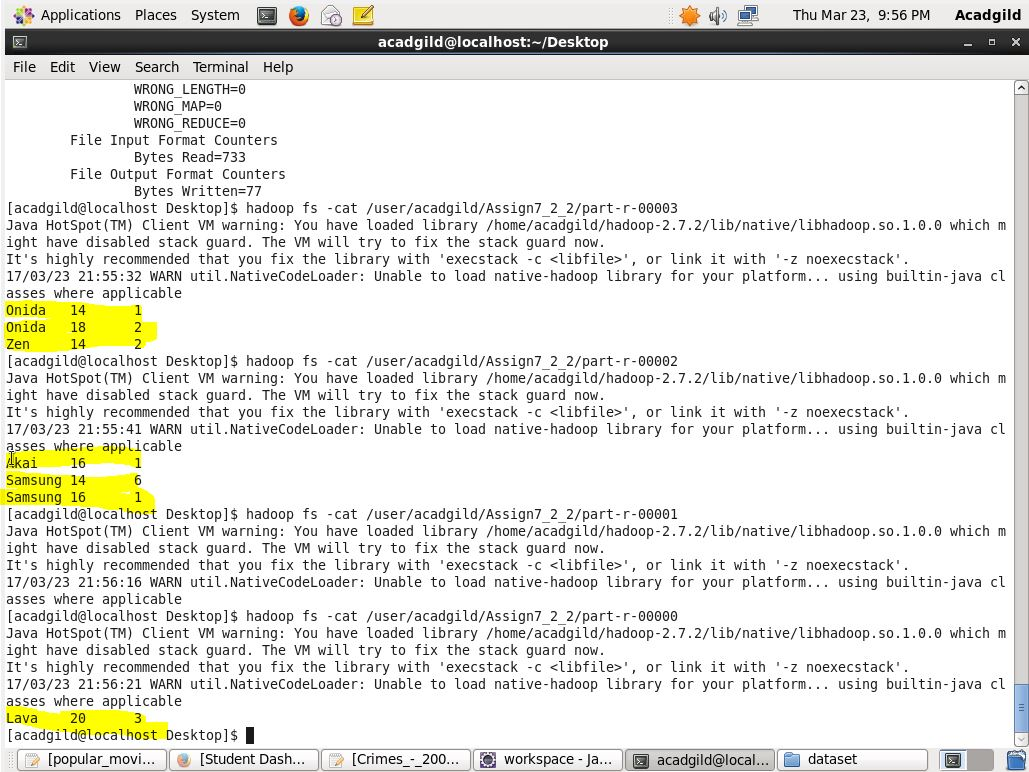 Applications Places System Thu Mar 23, 9:56 PM Acadgild
acadgild@localhost:~/Desktop
File Edit View Search Terminal Help
WRONG_LENGTH=0
WRONG_MAP=0
WRONG_REDUCE=0
File Input Format Counters
Bytes Read=733
File Output Format Counters
Bytes Written=77
[acadgild@localhost Desktop]$ hadoop fs -cat /user/acadgild/Assign7_2_2/part-r-00003
Java HotSpot(TM) Client VM warning: You have loaded library /home/acadgild/hadoop-2.7.2/lib/native/libhadoop.so.1.0.0 which m
ight have disabled stack guard. The VM will try to fix the stack guard now.
It's highly recommended that you fix the library with 'execstack -c <libfile>', or link it with '-z noexecstack'.
17/03/23 21:55:32 WARN util.NativeCodeLoader: Unable to load native-hadoop library for your platform... using builtin-java cl
asses where applicable
Onida 14 1
Onida 18 2
Zen 14 2
[acadgild@localhost Desktop]$ hadoop fs -cat /user/acadgild/Assign7_2_2/part-r-00002
Java HotSpot(TM) Client VM warning: You have loaded library /home/acadgild/hadoop-2.7.2/lib/native/libhadoop.so.1.0.0 which m
ight have disabled stack guard. The VM will try to fix the stack guard now.
It's highly recommended that you fix the library with 'execstack -c <libfile>', or link it with '-z noexecstack'.
17/03/23 21:55:41 WARN util.NativeCodeLoader: Unable to load native-hadoop library for your platform... using builtin-java cl
asses where applicable
Akai 16 1
Samsung 14 6
Samsung 16 1
[acadgild@localhost Desktop]$ hadoop fs -cat /user/acadgild/Assign7_2_2/part-r-00001
Java HotSpot(TM) Client VM warning: You have loaded library /home/acadgild/hadoop-2.7.2/lib/native/libhadoop.so.1.0.0 which m
ight have disabled stack guard. The VM will try to fix the stack guard now.
It's highly recommended that you fix the library with 'execstack -c <libfile>', or link it with '-z noexecstack'.
17/03/23 21:56:16 WARN util.NativeCodeLoader: Unable to load native-hadoop library for your platform... using builtin-java cl
asses where applicable
[acadgild@localhost Desktop]$ hadoop fs -cat /user/acadgild/Assign7_2_2/part-r-00000
Java HotSpot(TM) Client VM warning: You have loaded library /home/acadgild/hadoop-2.7.2/lib/native/libhadoop.so.1.0.0 which m
ight have disabled stack guard. The VM will try to fix the stack guard now.
It's highly recommended that you fix the library with 'execstack -c <libfile>', or link it with '-z noexecstack'.
17/03/23 21:56:21 WARN util.NativeCodeLoader: Unable to load native-hadoop library for your platform... using builtin-java cl
asses where applicable
Lava 20 3
[acadgild@localhost Desktop]$
[popular_movi... [Student Dash... [Crimes_-_200... workspace - Ja... acadgild@local... dataset